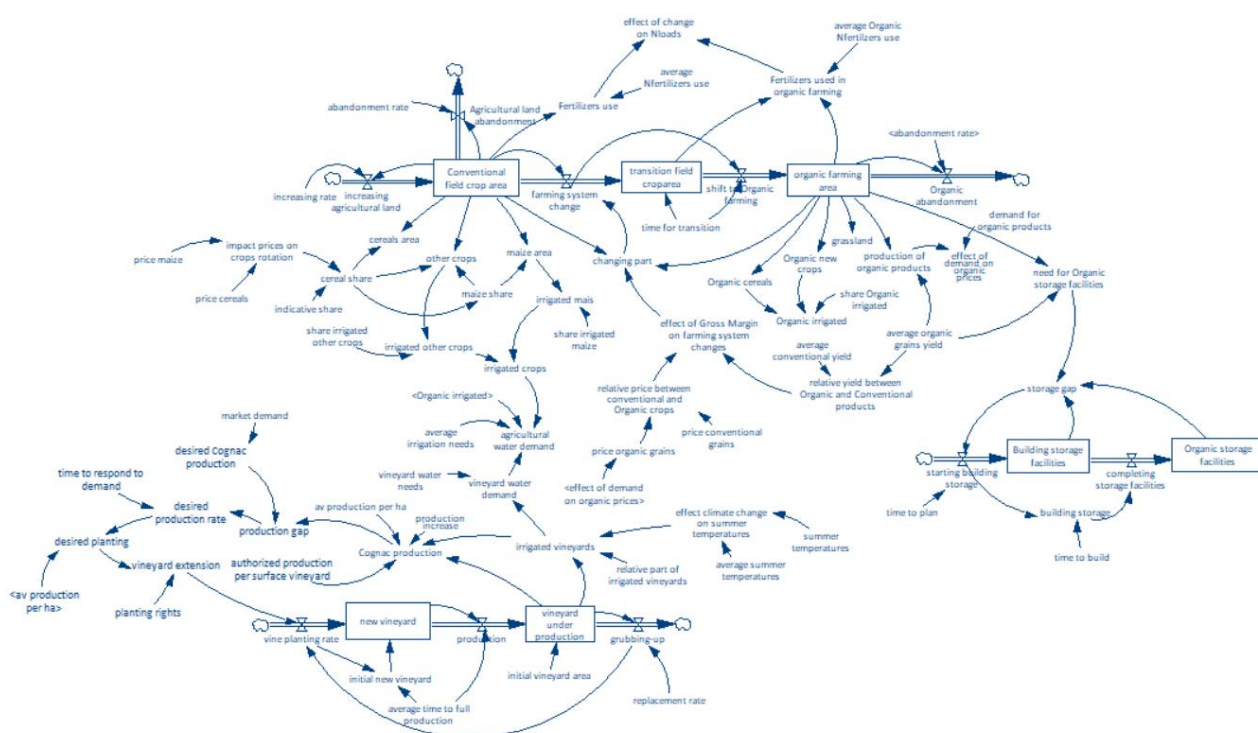 effect of change
on Nloads
average Organic
Nfertilzers use
average
Nfertilizers use
Fertilizers used in
organic farming
abandonment rate
Agricultural land
abandonment
Fertilizers use
<abandonment rate>
Conventional
field crop area
transition field
croparea
organic farming
area
increasing rate
increasing
agricultural land
farming system
change
shift to Organic
farming
Organic
abandonment
time for transition
demand for
organic products
price maize
impact prices on
crops rotation
cereals area
other crops
maize area
changing part
grassland
Organic new
crops
production of
organic products
effect of
demand on
organic prices
need for Organic
storage facilities
price cereals
cereal share
maize share
irrigated mais
Organic cereals
share Organic
irrigated
indicative share
share irrigated
other crops
irrigated other crops
share irrigated
maize
effect of Gross Margin
on farming system
changes
Organic irrigated
average
conventional yield
average organic
grains yield
irrigated crops
relative price between
conventional and
Organic crops
relative yield between
Organic and Conventional
products
storage gap
<Organic irrigated>
market demand
average
irrigation needs
agricultural
water demand
price conventional
grains
price organic grains
desired Cognac
production
Building storage
facilities
Organic storage
facilities
starting building
storage
completing
storage facilities
time to respond to
demand
vineyard water
needs
vineyard water
demand
<effect of demand
on organic prices>
desired
production rate
av production per ha
production
increase
effect climate change
on summer
temperatures
time to plan
building storage
production gap
desired planting
Cognac production
irrigated vineyards
summer
temperatures
average summer
temperatures
time to build
vineyard extension
authorized production
per surface vineyard
relative part of
irrigated vineyards
<av production
per ha>
planting rights
new vineyard
vineyard
under
production
vine planting rate
production
grubbing-up
initial new vineyard
initial vineyard area
average time to full
production
replacement rate